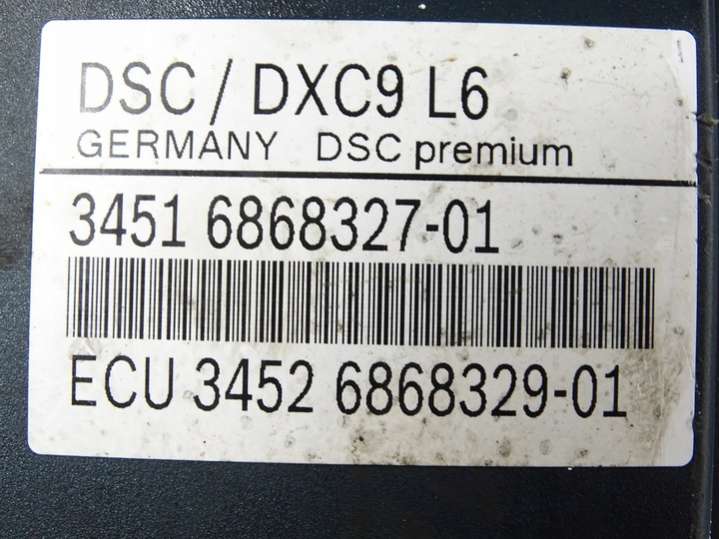 DSC / DXC9 L6
GERMANY DSC premium
3451 6868327-01
ECU 3452 6868329-01